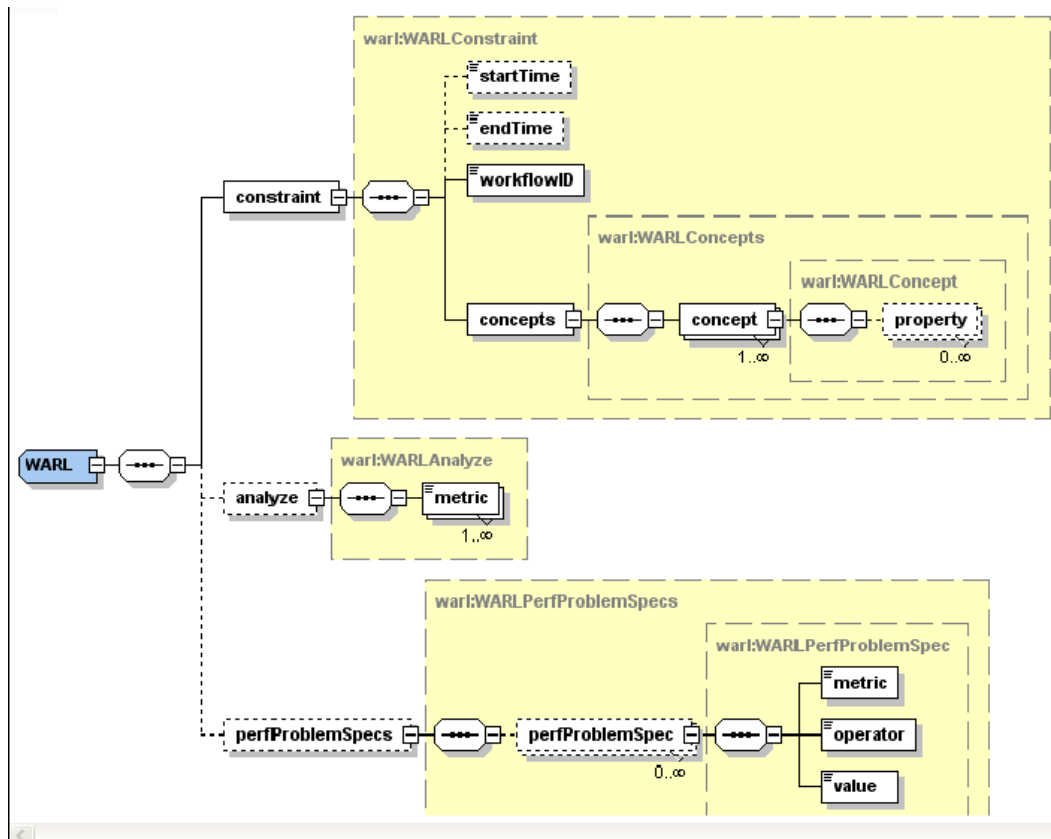 warl:WARLConstraint
startTime
endTime
workflowID
constraint
warl:WARLConcepts
warl:WARLConcept
concepts
concept
property
1..∞
0..∞
WARL
warl:WARLAnalyze
analyze
metric
1..∞
warl:WARLPerfProblemSpecs
warl:WARLPerfProblemSpec
metric
perfProblemSpecs
perfProblemSpec
operator
0..∞
value